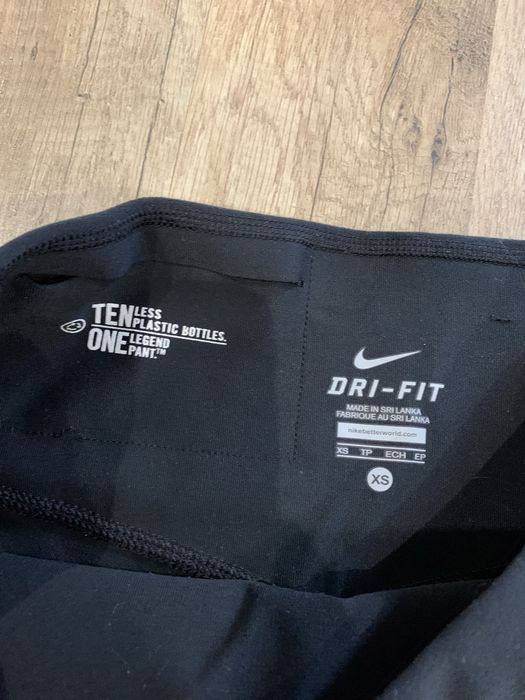 TEN LESS
PLASTIC BOTTLES.
ONE LEGEND
PANT.™
DRI-FIT
MADE IN SRI LANKA
FABRIQUE AU SRI LANKA
nikebetterworld.com
XS TP ECH EP
XS